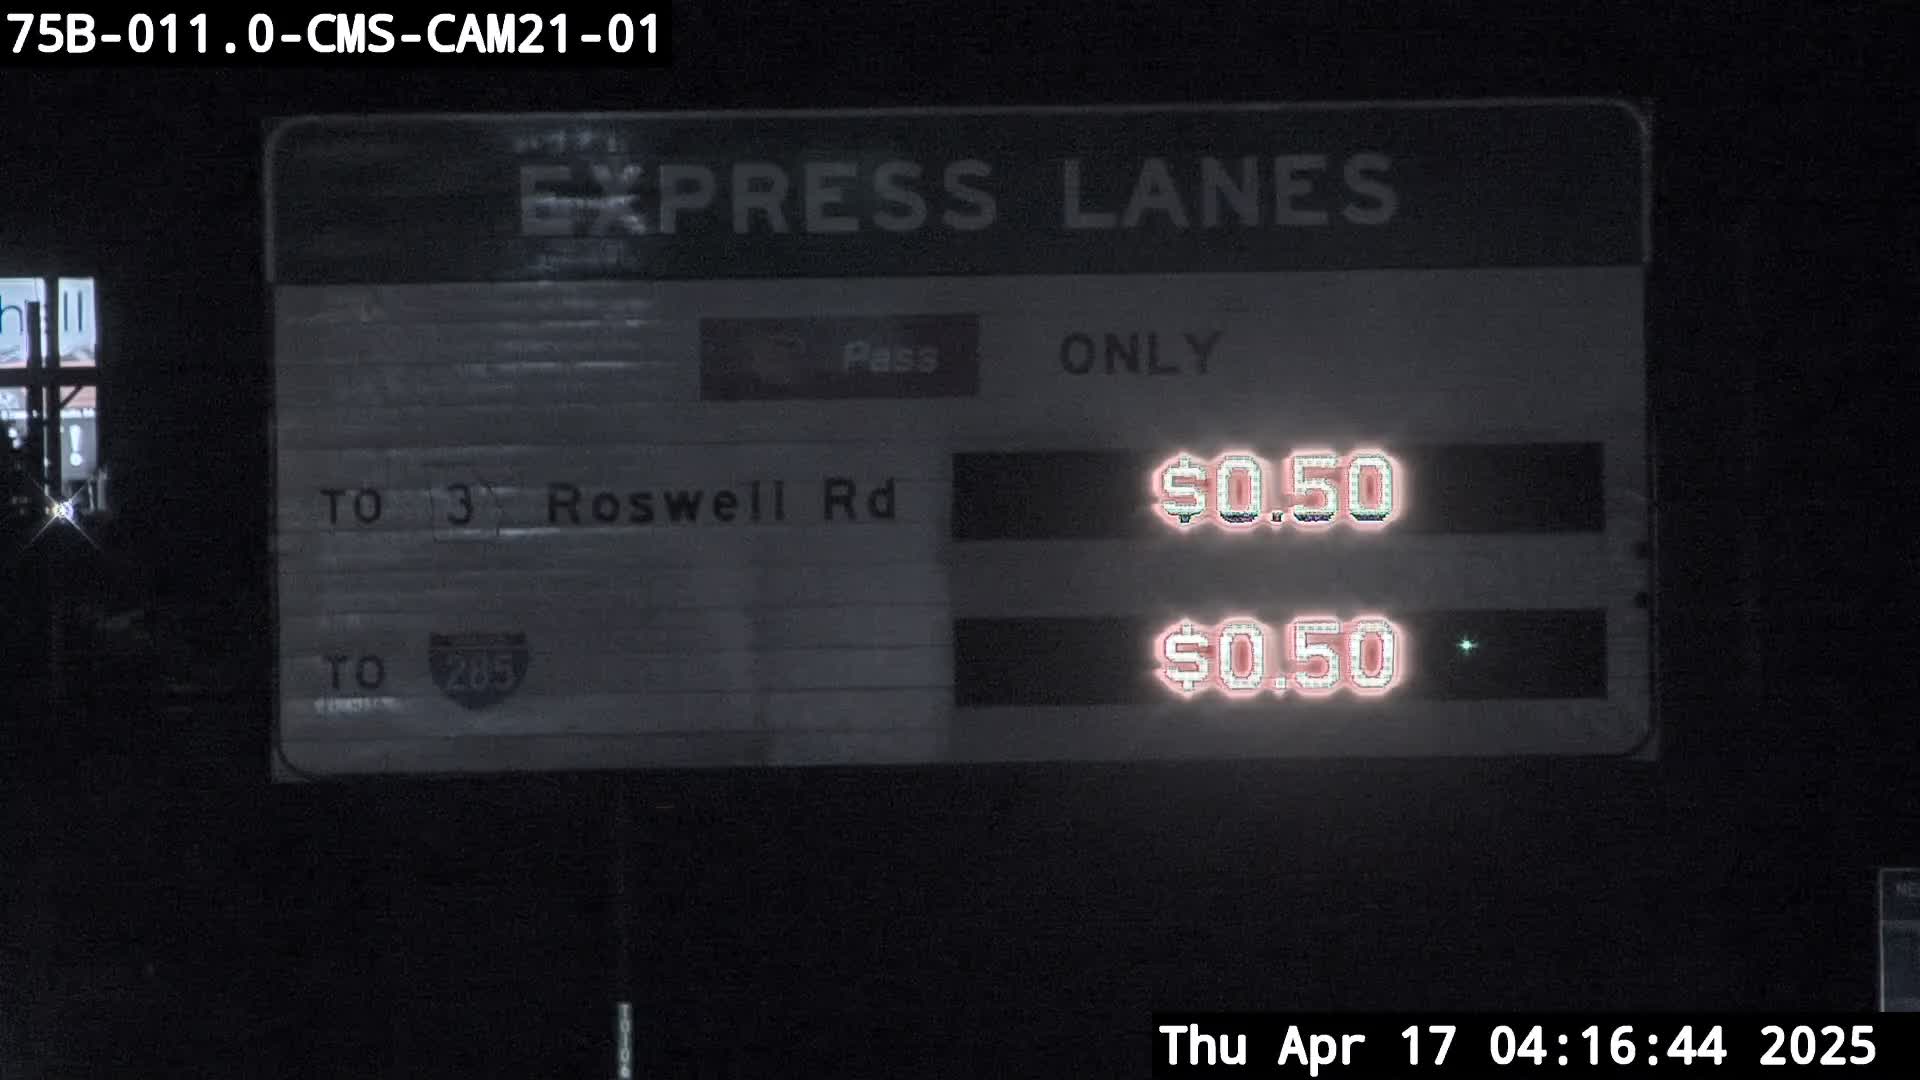 75B-011.0-CMS-CAM21-01
EXPRESS LANES
Pass ONLY
TO 3 Roswell Rd $0.50
TO 285 $0.50
Thu Apr 17 04:16:44 2025